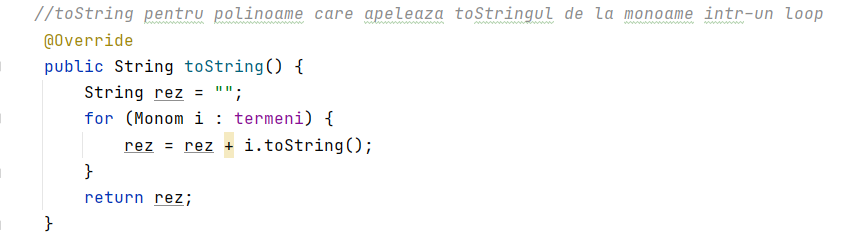 //toString pentru polinoame care apeleaza toStringul de la monoame intr-un loop
@Override
public String toString() {
    String rez = "";
    for (Monom i : termeni) {
        rez = rez + i.toString();
    }
    return rez;
}